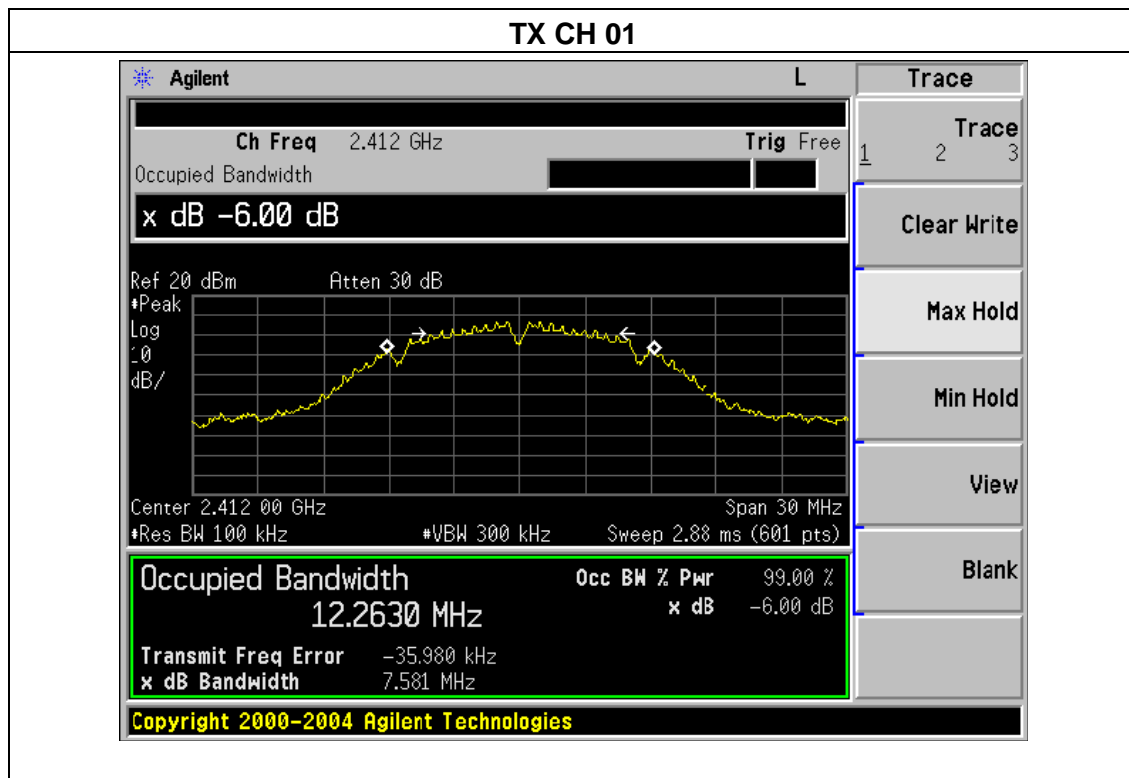 TX CH 01
Agilent L Trace
Ch Freq 2.412 GHz Trig Free
Occupied Bandwidth
x dB -6.00 dB
Ref 20 dBm Atten 30 dB
#Peak
Log
10
dB/
Center 2.412 00 GHz Span 30 MHz
#Res BW 100 kHz #VBW 300 kHz Sweep 2.88 ms (601 pts)
Occupied Bandwidth Occ BW % Pwr 99.00 %
12.2630 MHz x dB -6.00 dB
Transmit Freq Error -35.980 kHz
x dB Bandwidth 7.581 MHz
Copyright 2000-2004 Agilent Technologies
Trace
1 2 3
Clear Write
Max Hold
Min Hold
View
Blank